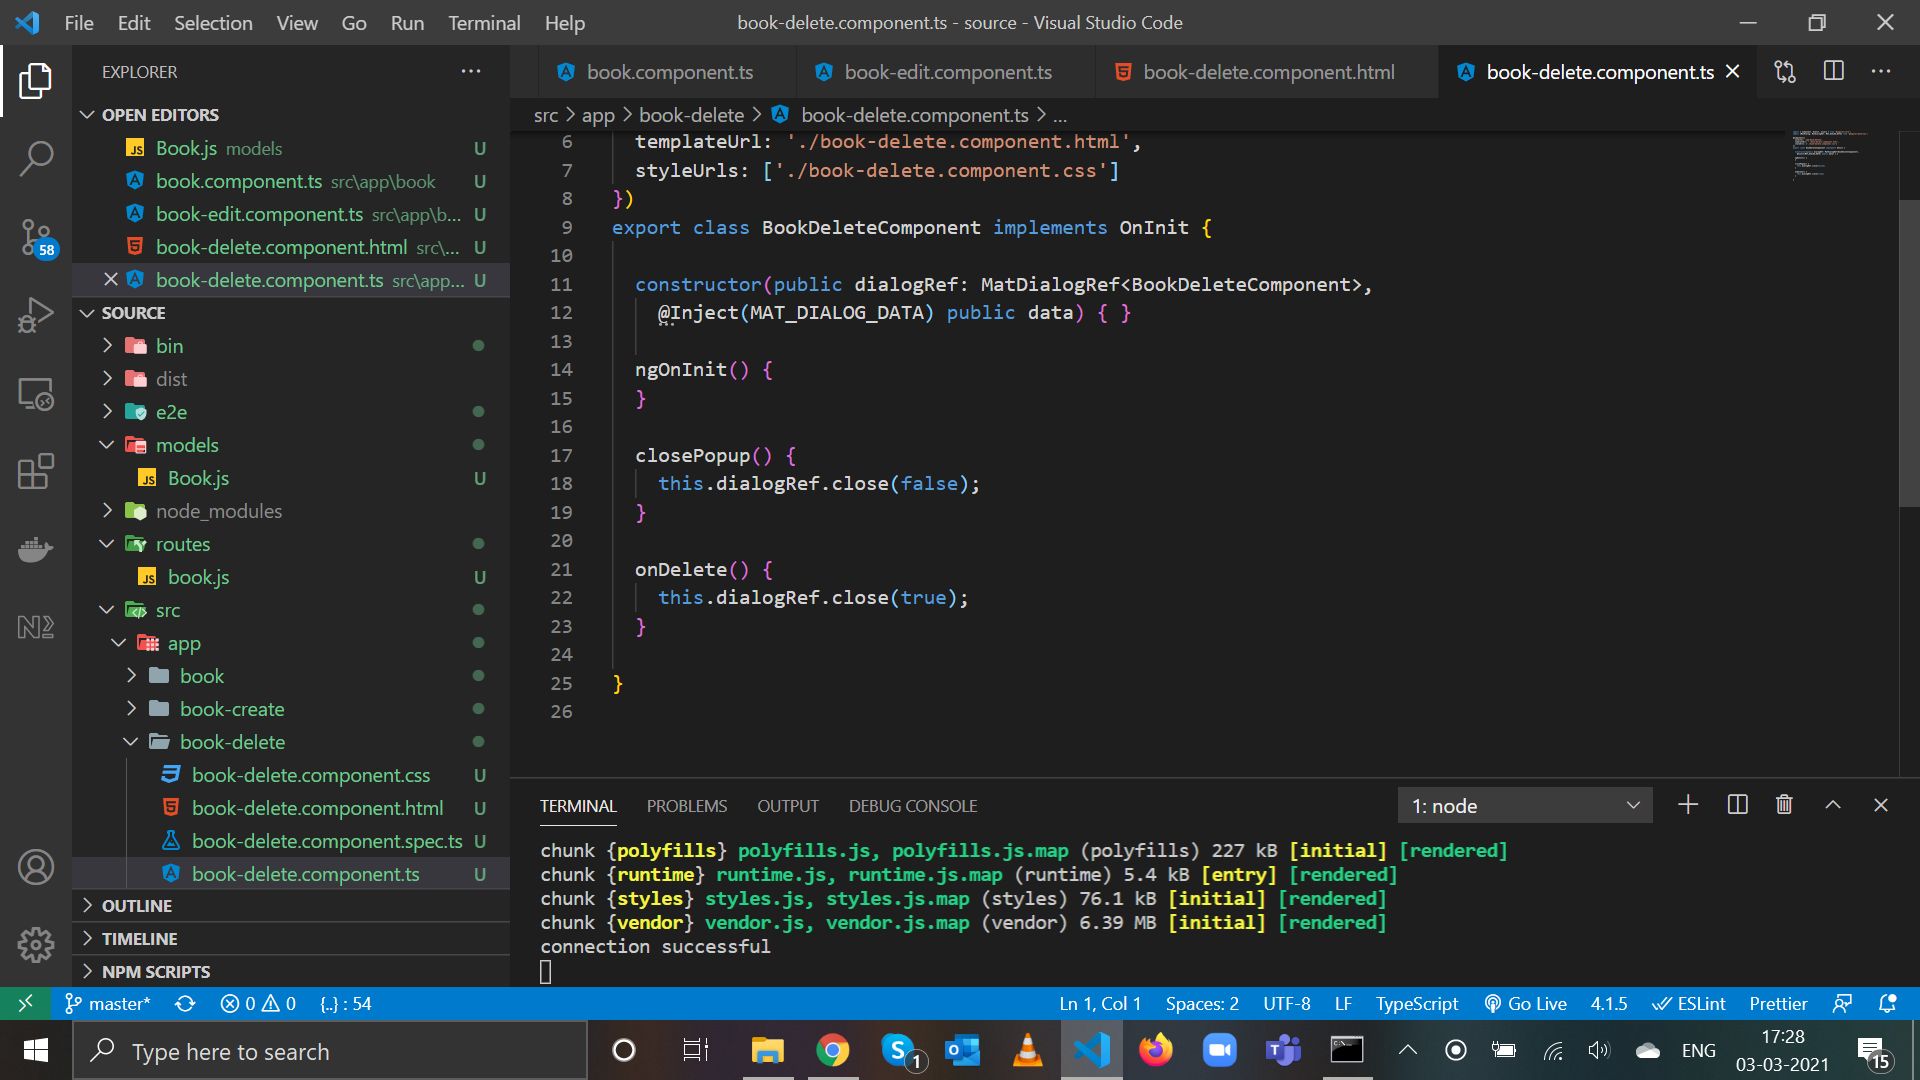 File Edit Selection View Go Run Terminal Help
book-delete.component.ts - source - Visual Studio Code
EXPLORER
OPEN EDITORS
Book.js models U
book.component.ts src\app\book U
book-edit.component.ts src\app\b... U
book-delete.component.html src\... U
book-delete.component.ts src\app... U
SOURCE
bin
dist
e2e
models
Book.js U
node_modules
routes
book.js U
src
app
book
book-create
book-delete
book-delete.component.css U
book-delete.component.html U
book-delete.component.spec.ts U
book-delete.component.ts U
OUTLINE
TIMELINE
NPM SCRIPTS
58
book.component.ts
book-edit.component.ts
book-delete.component.html
book-delete.component.ts
src > app > book-delete > book-delete.component.ts > ...
6 templateUrl: './book-delete.component.html',
7 styleUrls: ['./book-delete.component.css']
8 })
9 export class BookDeleteComponent implements OnInit {
10
11 constructor(public dialogRef: MatDialogRef<BookDeleteComponent>,
12 @Inject(MAT_DIALOG_DATA) public data) { }
13
14 ngOnInit() {
15 }
16
17 closePopup() {
18 this.dialogRef.close(false);
19 }
20
21 onDelete() {
22 this.dialogRef.close(true);
23 }
24
25 }
26
TERMINAL PROBLEMS OUTPUT DEBUG CONSOLE
1: node
chunk {polyfills} polyfills.js, polyfills.js.map (polyfills) 227 kB [initial] [rendered]
chunk {runtime} runtime.js, runtime.js.map (runtime) 5.4 kB [entry] [rendered]
chunk {styles} styles.js, styles.js.map (styles) 76.1 kB [initial] [rendered]
chunk {vendor} vendor.js, vendor.js.map (vendor) 6.39 MB [initial] [rendered]
connection successful
master* 0 0 {..} : 54
Ln 1, Col 1 Spaces: 2 UTF-8 LF TypeScript Go Live 4.1.5 ESLint Prettier
Type here to search
1
ENG
17:28
03-03-2021
15